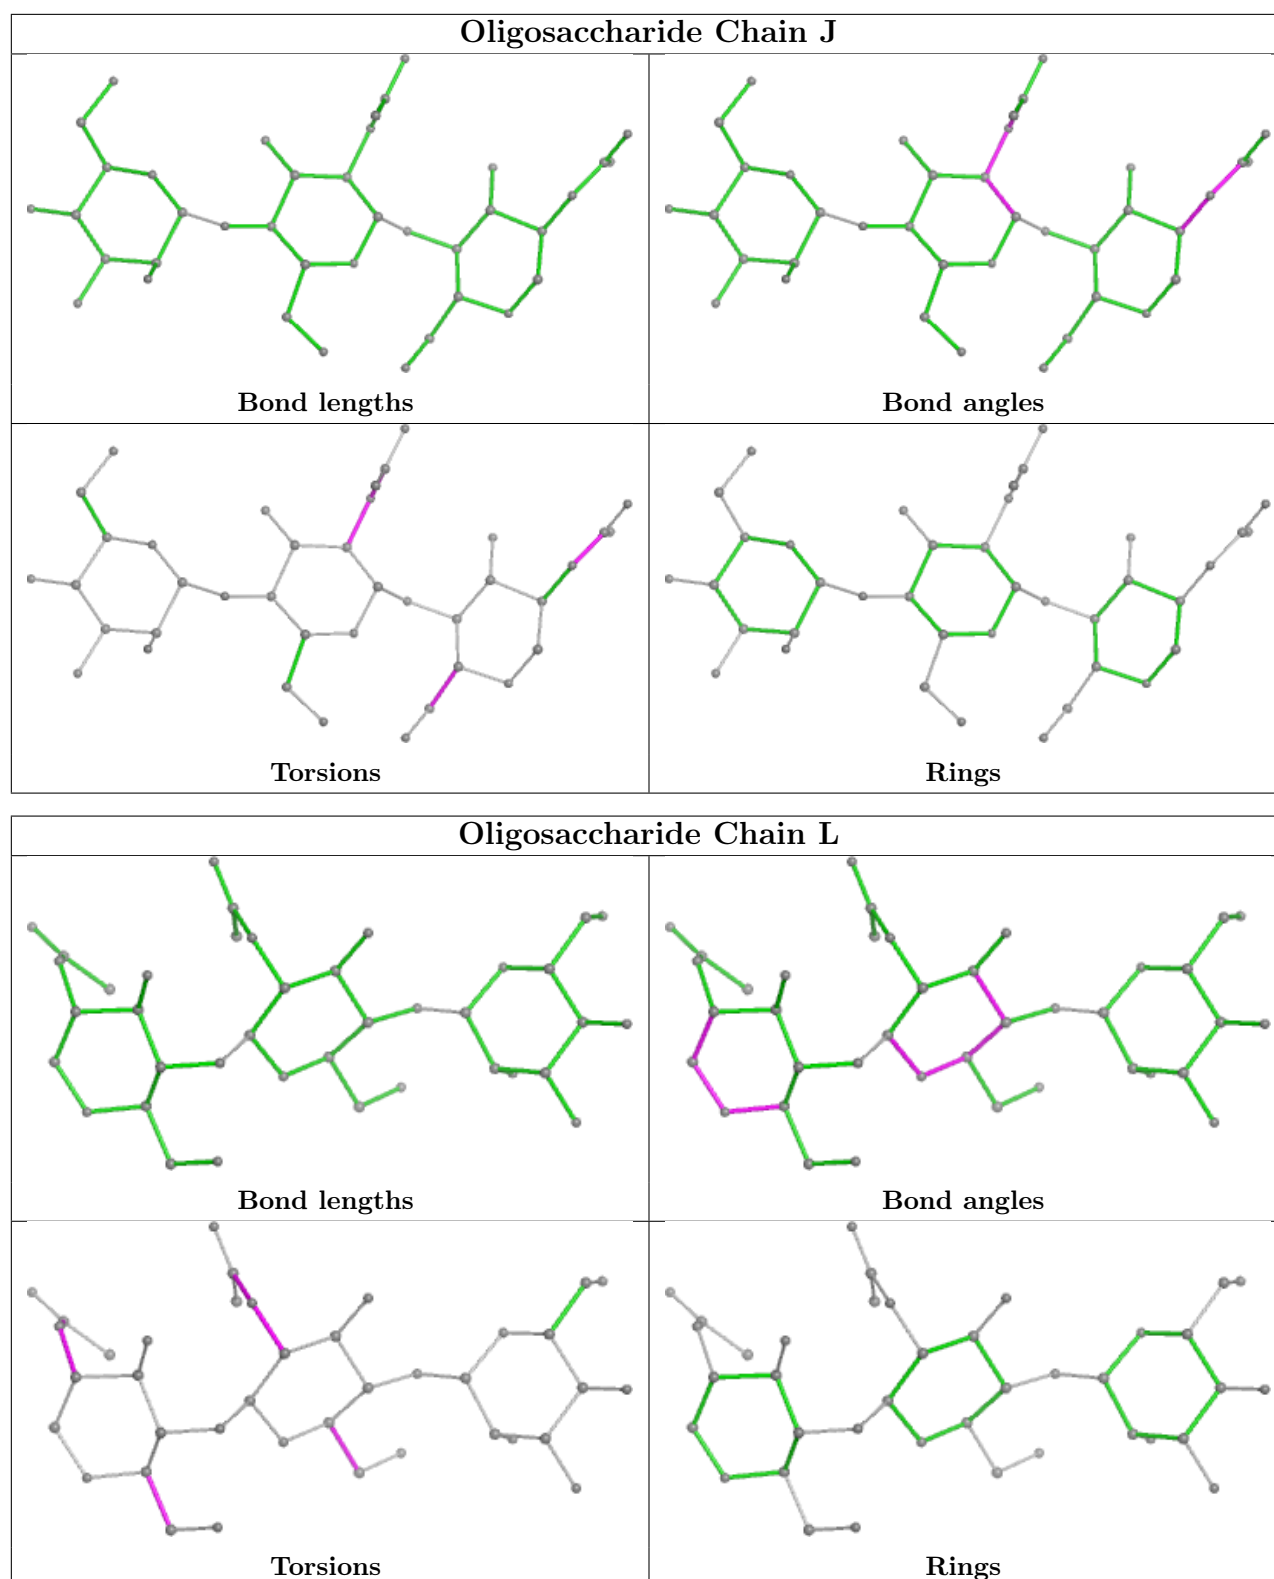 Oligosaccharide Chain J
Bond lengths
Bond angles
Torsions
Rings
Oligosaccharide Chain L
Bond lengths
Bond angles
Torsions
Rings